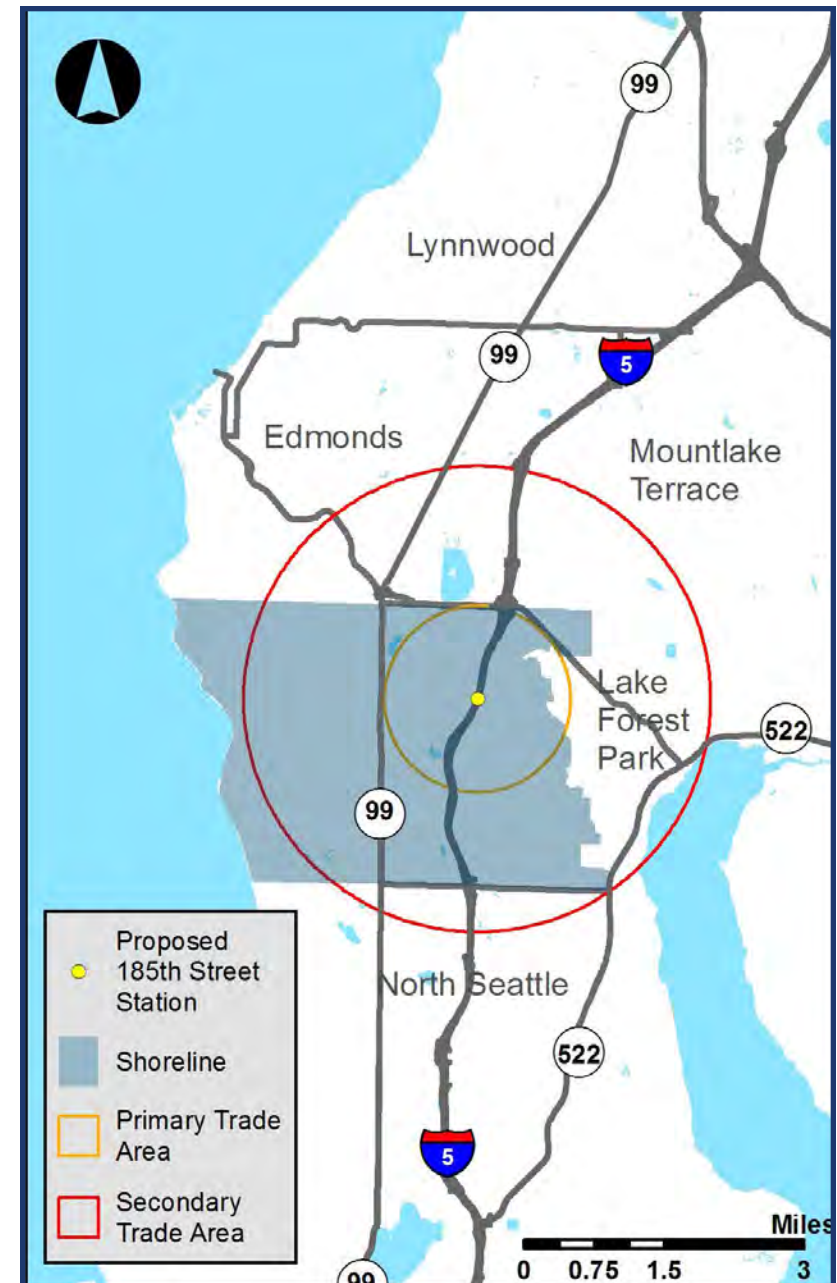 99
Lynnwood
99
5
Edmonds
Mountlake
Terrace
Lake
Forest
Park
522
99
North Seattle
522
5
99
Proposed
185th Street
Station
Shoreline
Primary Trade
Area
Secondary
Trade Area
Miles
0 0.75 1.5 3